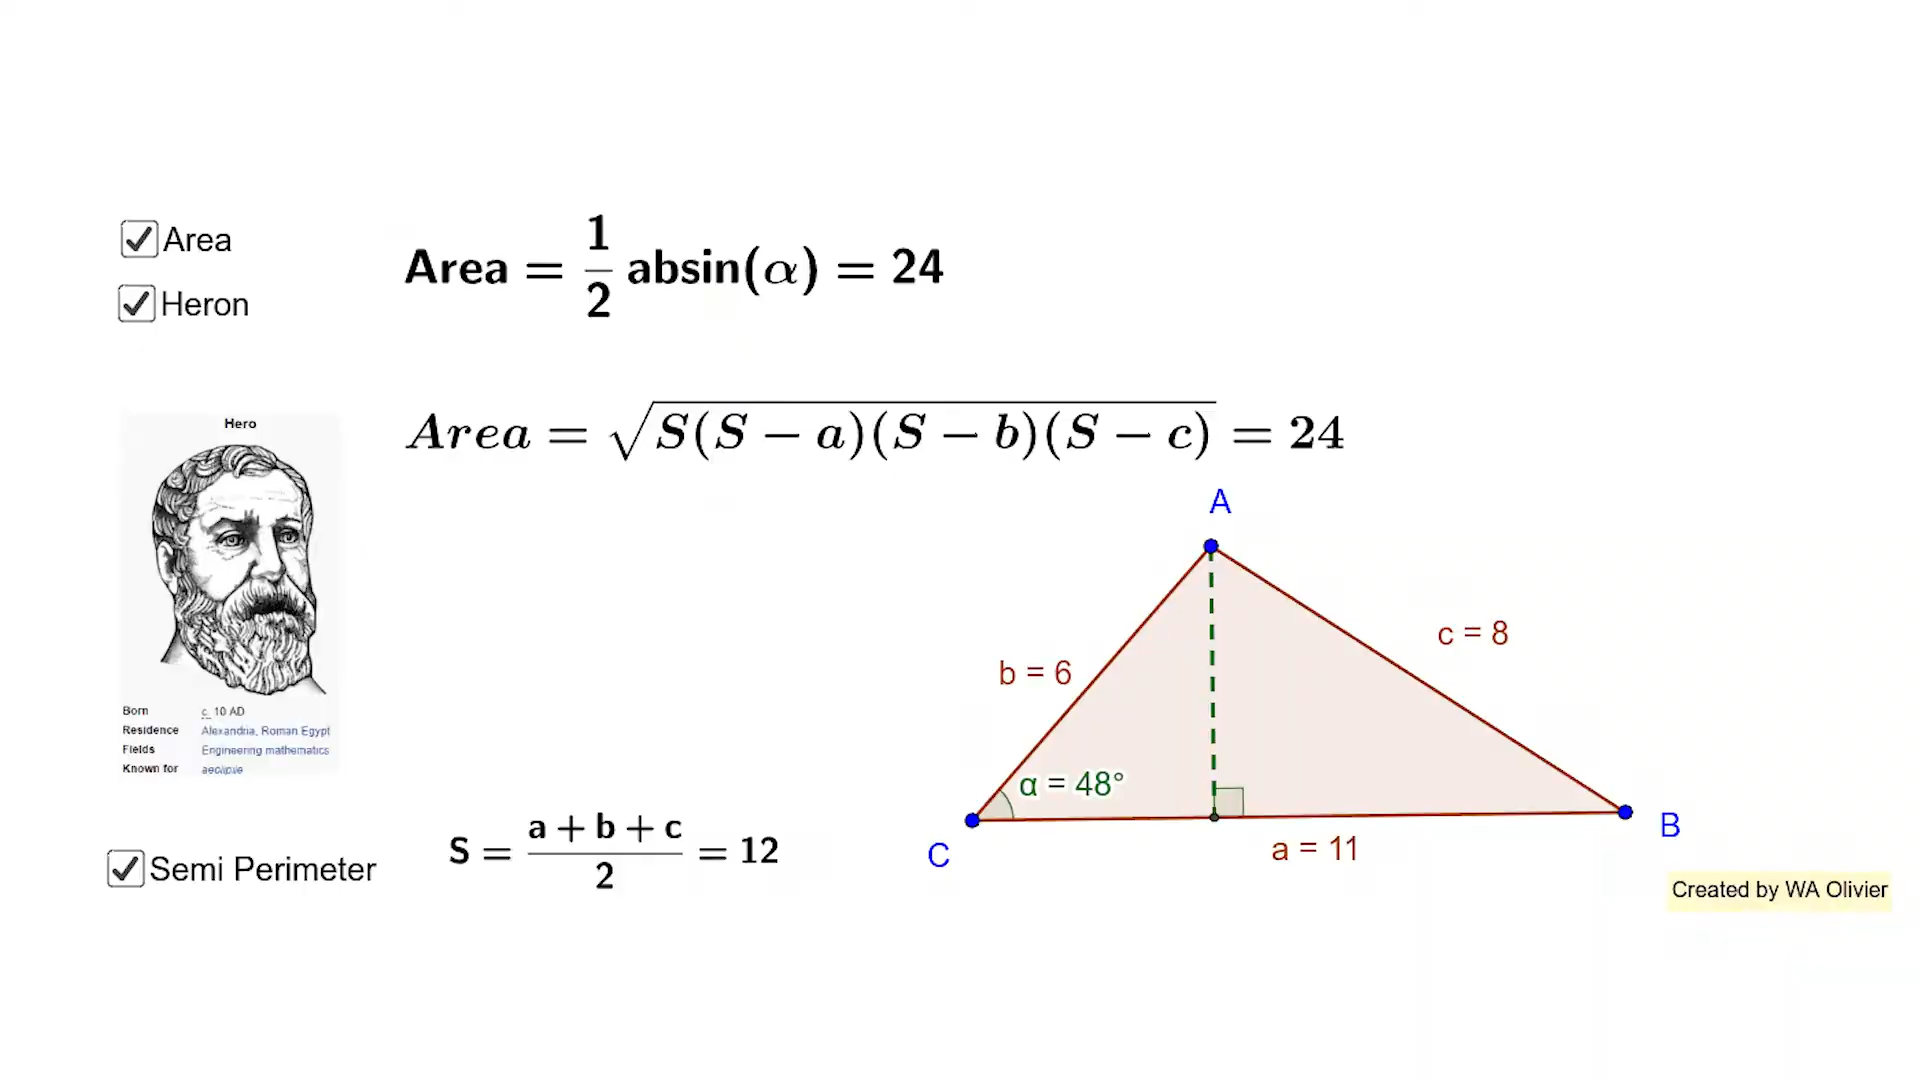 Area
Heron
Area = 1/2 absin(α) = 24
Area = √S(S − a)(S − b)(S − c) = 24
Hero
Born c. 10 AD
Residence Alexandria, Roman Egypt
Fields Engineering mathematics
Known for aeolipile
Semi Perimeter
S = a + b + c/2 = 12
A
b = 6
c = 8
α = 48°
C
a = 11
B
Created by WA Olivier